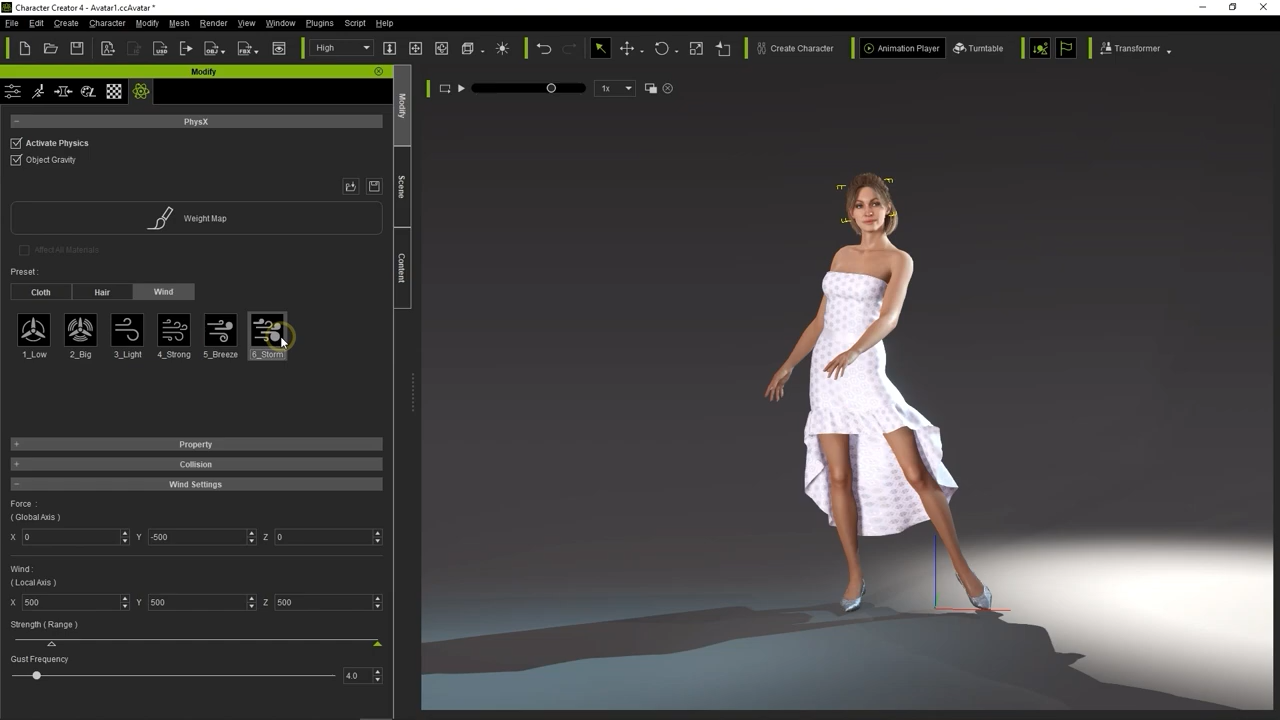 Character Creator 4 - Avatar1.ccAvatar *
File Edit Create Character Modify Mesh Render View Window Plugins Script Help
High Create Character Animation Player Turntable Transformer
Modify
1x
PhysX
Activate Physics
Object Gravity
Weight Map
Affect All Materials
Preset :
Cloth Hair Wind
1_Low 2_Big 3_Light 4_Strong 5_Breeze 6_Storm
Property
Collision
Wind Settings
Force :
( Global Axis )
X 0 Y -500 Z 0
Wind :
( Local Axis )
X 500 Y 500 Z 500
Strength ( Range )
Gust Frequency
4.0
Modify
Scene
Content